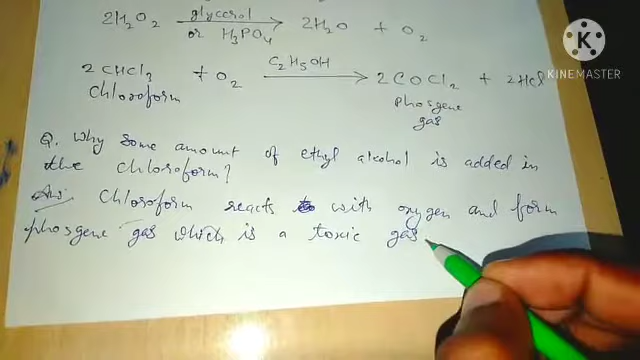 2H₂O₂ glycerol or H₃PO₄ → 2H₂O + O₂
2CHCl₃ + O₂ C₂H₅OH → 2COCl₂ + 2HCl
Chloroform phosgene gas
Q. Why some amount of ethyl alcohol is added in
the chloroform?
Ans. Chloroform reacts with oxygen and form
phosgene gas which is a toxic gas
KINEMASTER